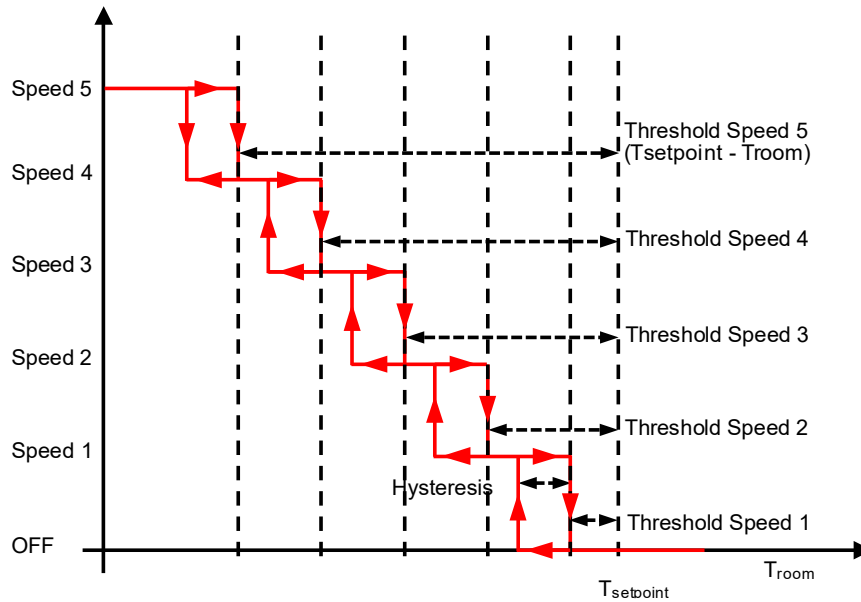 Speed 5
Threshold Speed 5
(Tsetpoint - Troom)
Speed 4
Threshold Speed 4
Speed 3
Threshold Speed 3
Speed 2
Threshold Speed 2
Speed 1
Hysteresis
Threshold Speed 1
OFF
Troom
Tsetpoint